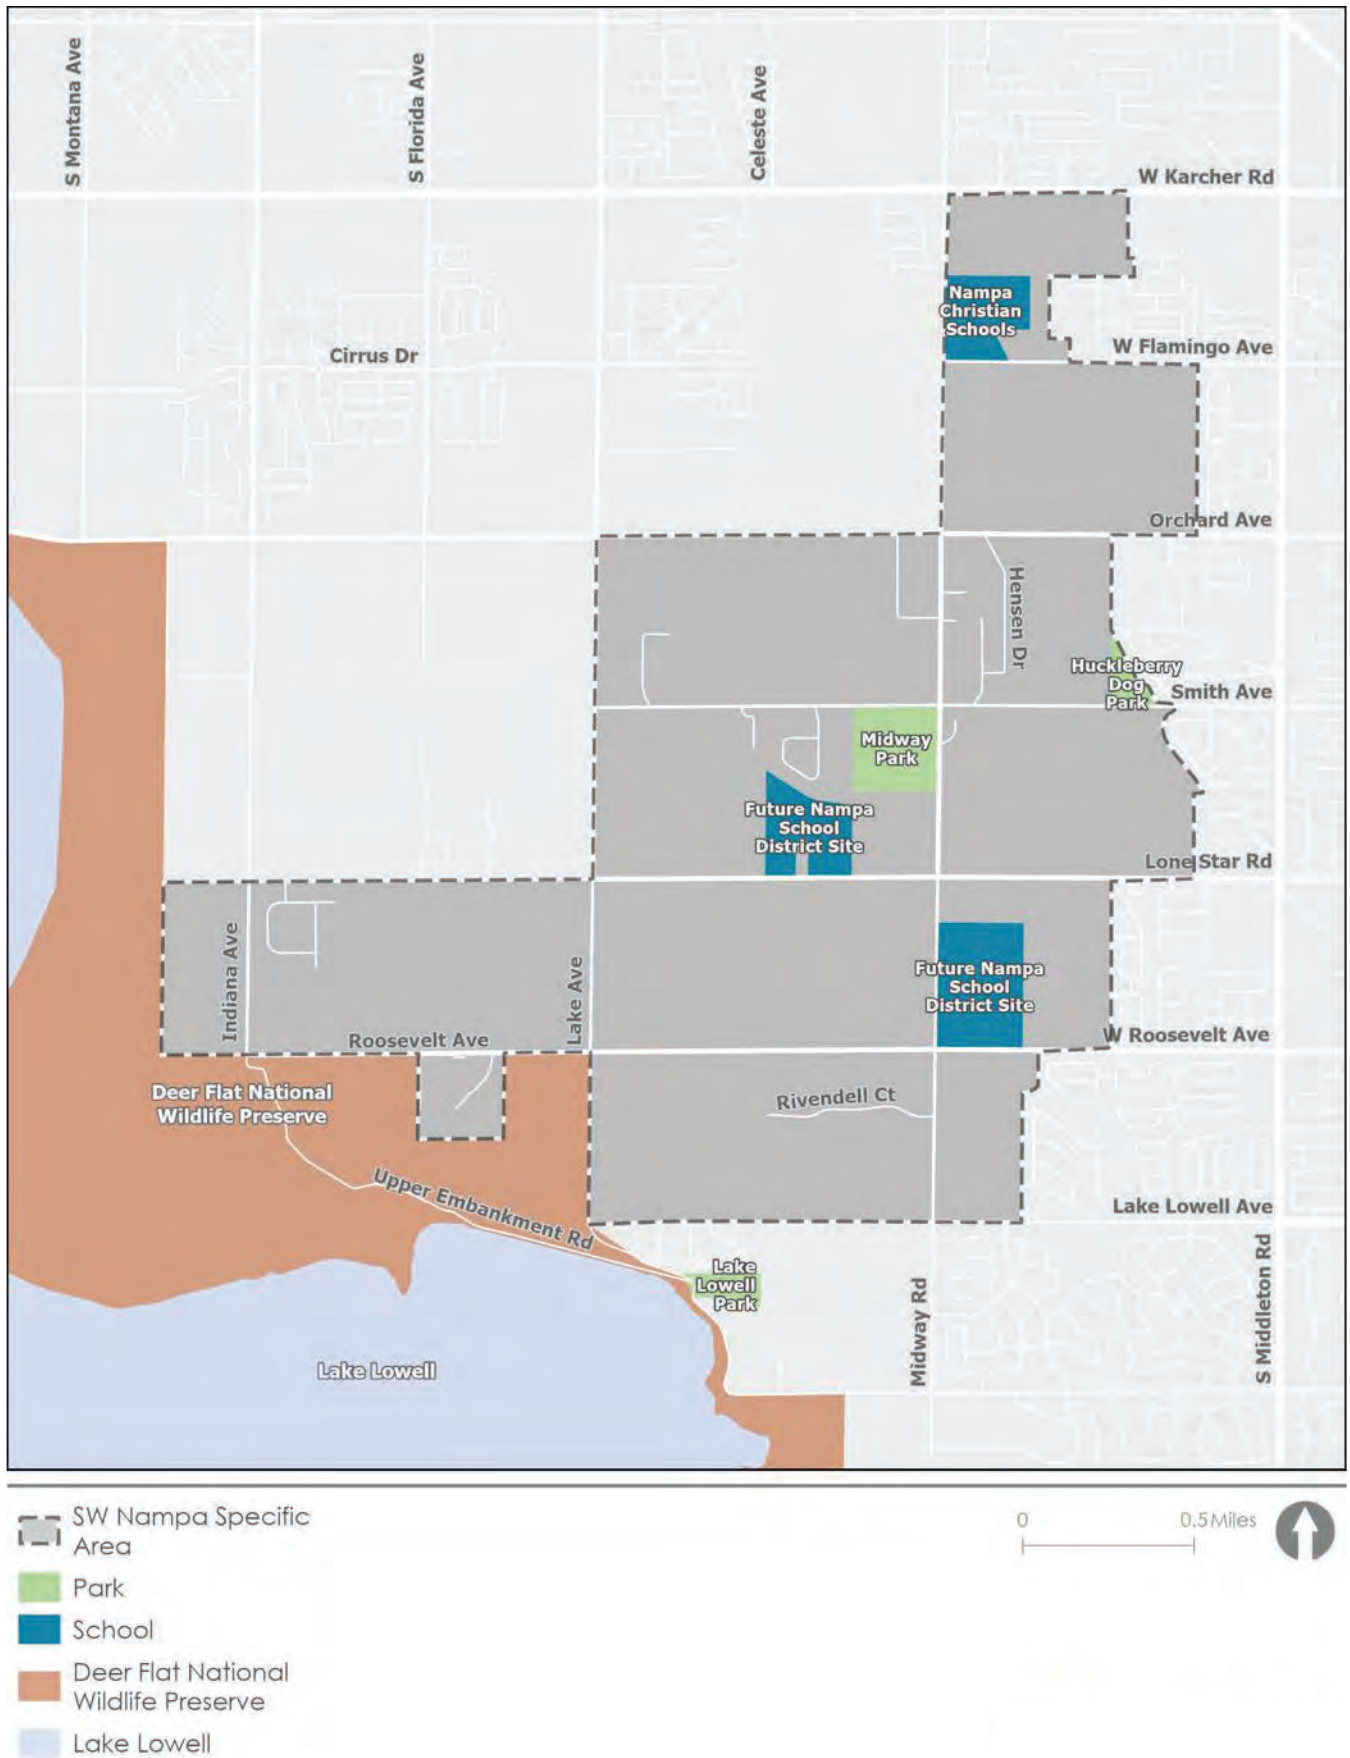 S Montana Ave
S Florida Ave
Celeste Ave
W Karcher Rd
Nampa
Christian
Schools
W Flamingo Ave
Cirrus Dr
Orchard Ave
Hensen Dr
Huckleberry
Dog
Park
Smith Ave
Midway
Park
Future Nampa
School
District Site
Lone Star Rd
Indiana Ave
Lake Ave
Future Nampa
School
District Site
Roosevelt Ave
W Roosevelt Ave
Deer Flat National
Wildlife Preserve
Rivendell Ct
Upper Embankment Rd
Lake Lowell Ave
Lake
Lowell
Park
Midway Rd
S Middleton Rd
Lake Lowell
SW Nampa Specific
Area
Park
School
Deer Flat National
Wildlife Preserve
Lake Lowell
0 0.5 Miles